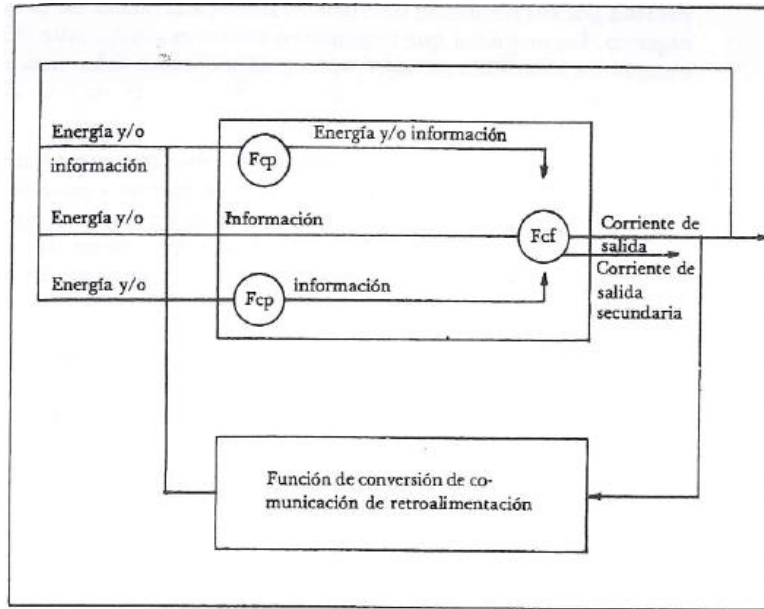 Energía y/o
información
Energía y/o información
Fcp
Energía y/o
Información
Fcf
Corriente de
salida
Corriente de
salida
secundaria
Energía y/o
Fcp
información
Función de conversión de co-
municación de retroalimentación